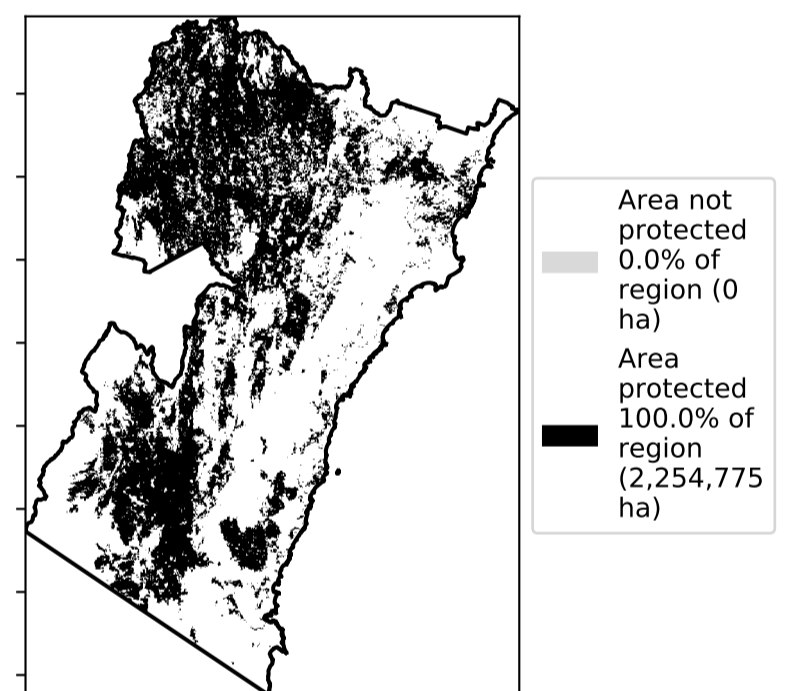 Area not
protected
0.0% of
region (0
ha)
Area
protected
100.0% of
region
(2,254,775
ha)